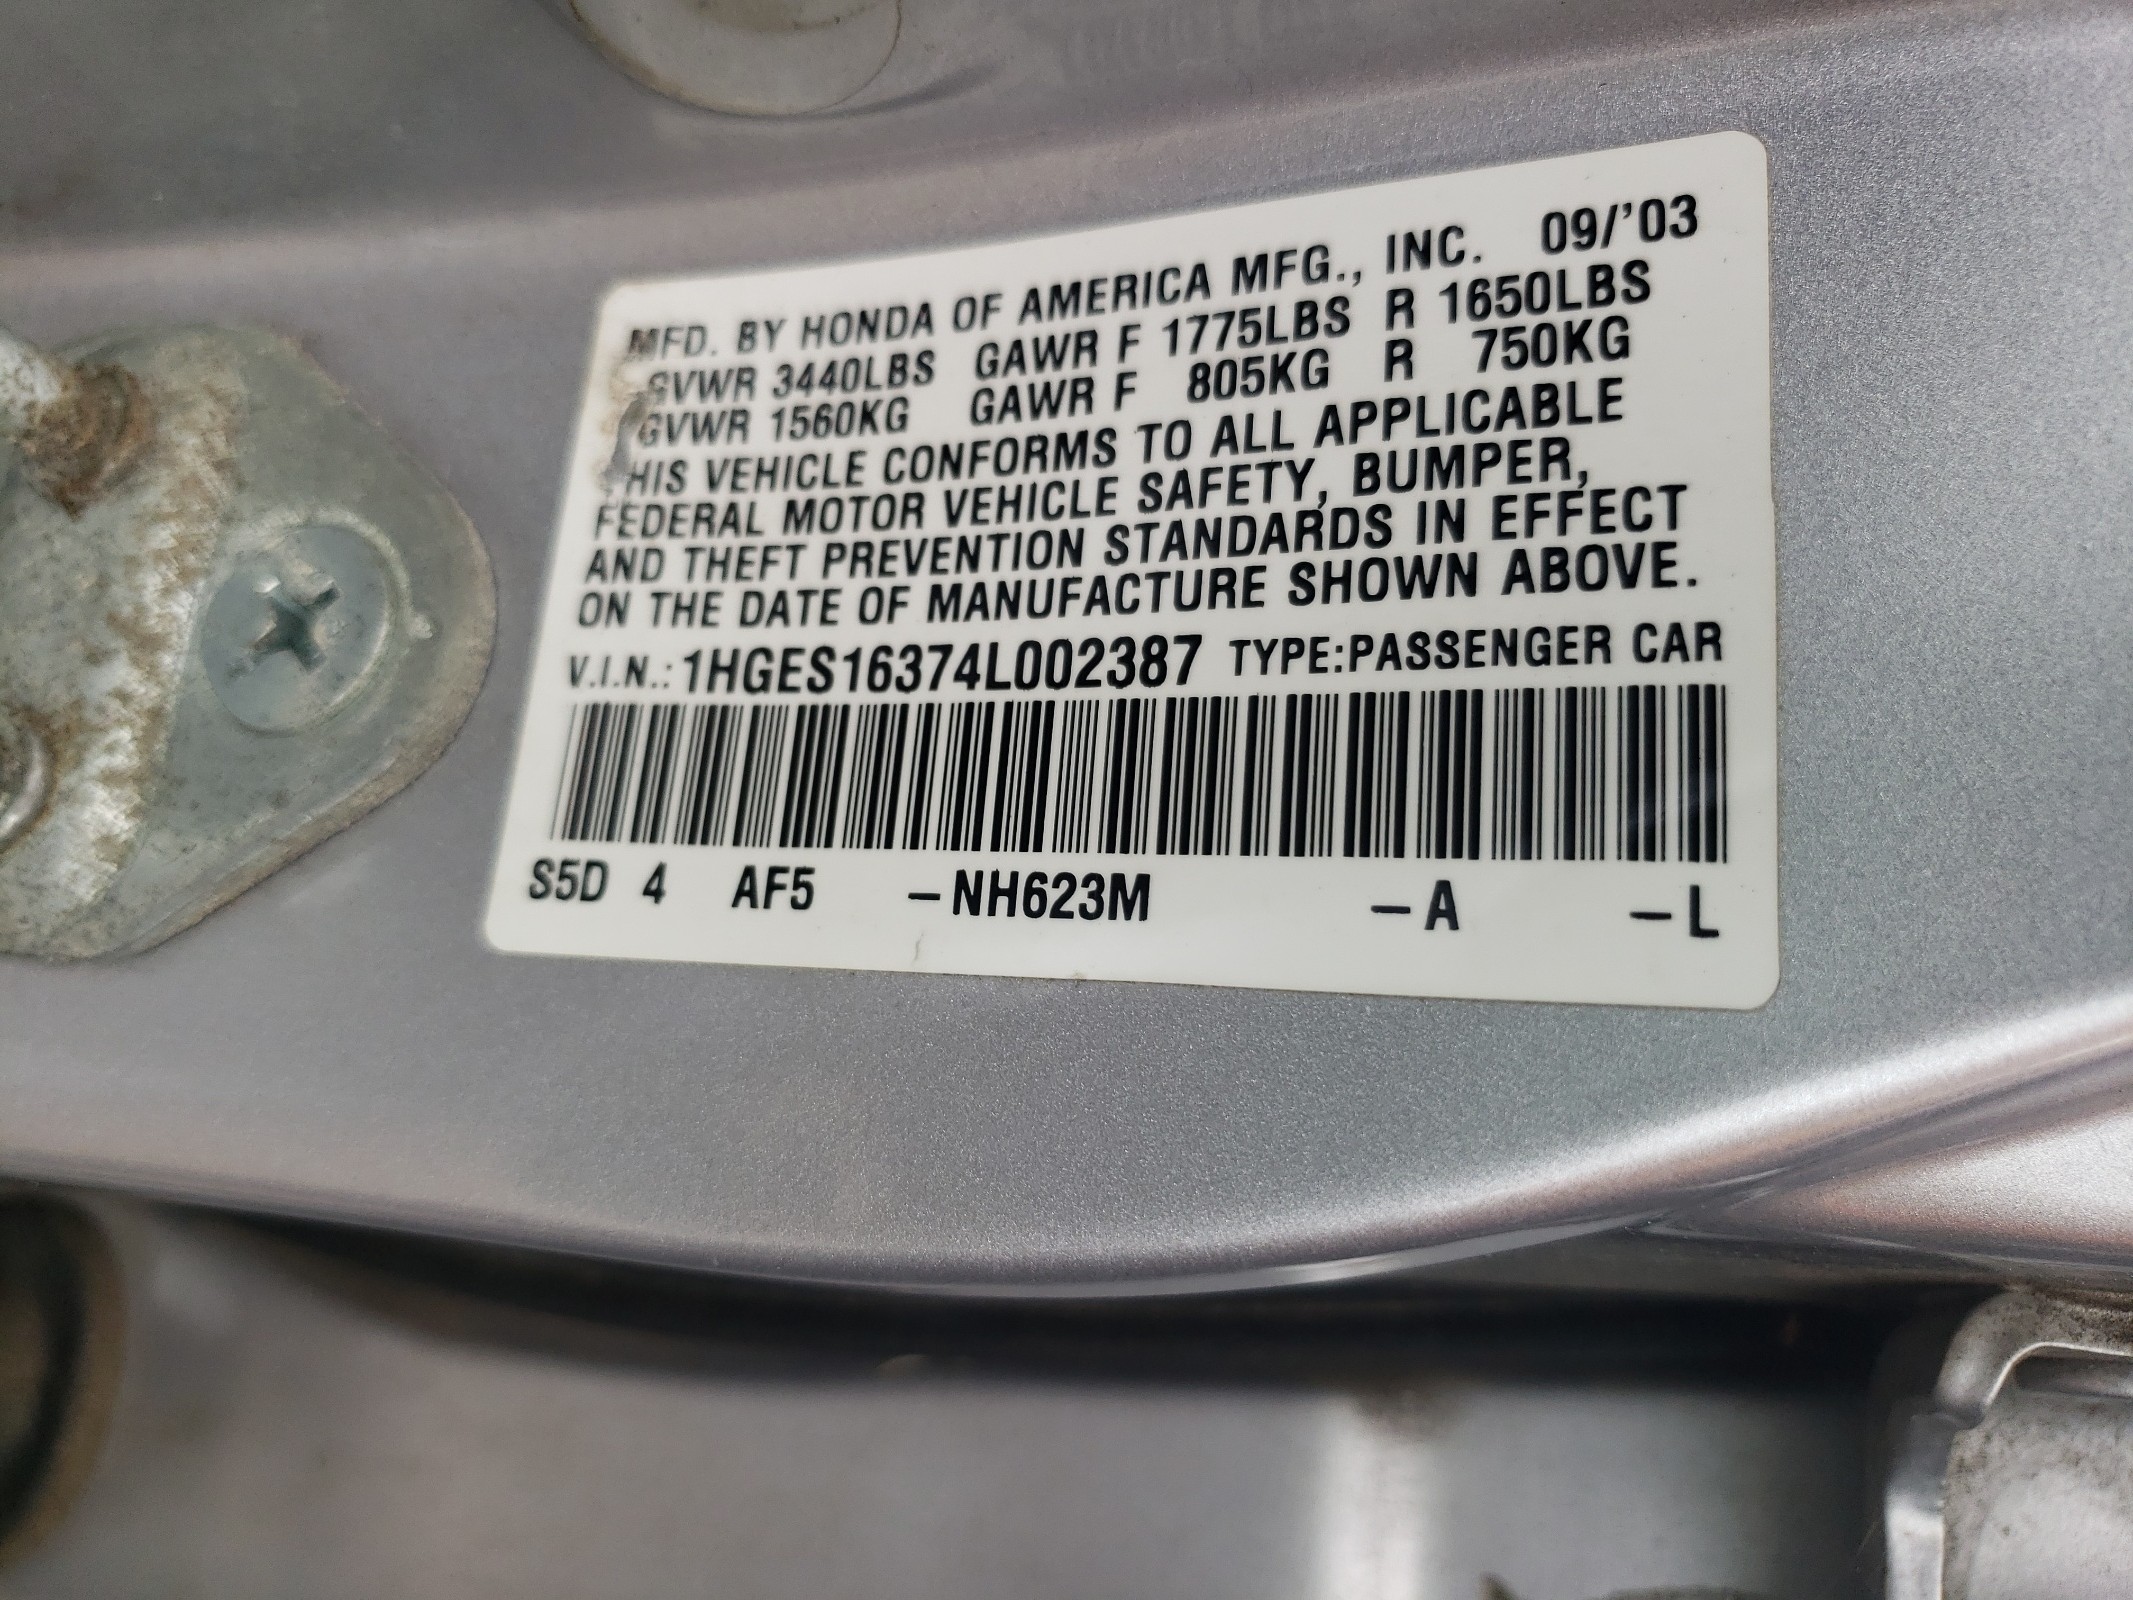 MFD. BY HONDA OF AMERICA MFG., INC. 09/'03
GVWR 3440LBS GAWR F 1775LBS R 1650LBS
GVWR 1560KG GAWR F 805KG R 750KG
THIS VEHICLE CONFORMS TO ALL APPLICABLE
FEDERAL MOTOR VEHICLE SAFETY, BUMPER,
AND THEFT PREVENTION STANDARDS IN EFFECT
ON THE DATE OF MANUFACTURE SHOWN ABOVE.
V.I.N.: 1HGES16374L002387 TYPE:PASSENGER CAR
S5D 4 AF5 -NH623M -A -L